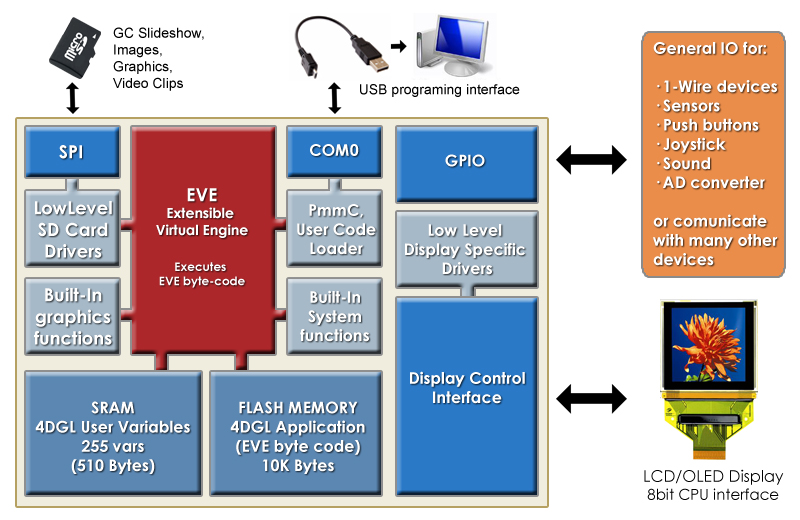 micro
SD
GC Slideshow,
Images,
Graphics,
Video Clips
USB programing interface
General IO for:
· 1-Wire devices
· Sensors
· Push buttons
· Joystick
· Sound
· AD converter
or comunicate
with many other
devices
SPI
EVE
Extensible
Virtual Engine
Executes
EVE byte-code
COM0
GPIO
LowLevel
SD Card
Drivers
PmmC,
User Code
Loader
Low Level
Display Specific
Drivers
Built-In
graphics
functions
Built-In
System
functions
Display Control
Interface
SRAM
4DGL User Variables
255 vars
(510 Bytes)
FLASH MEMORY
4DGL Application
(EVE byte code)
10K Bytes
LCD/OLED Display
8bit CPU interface